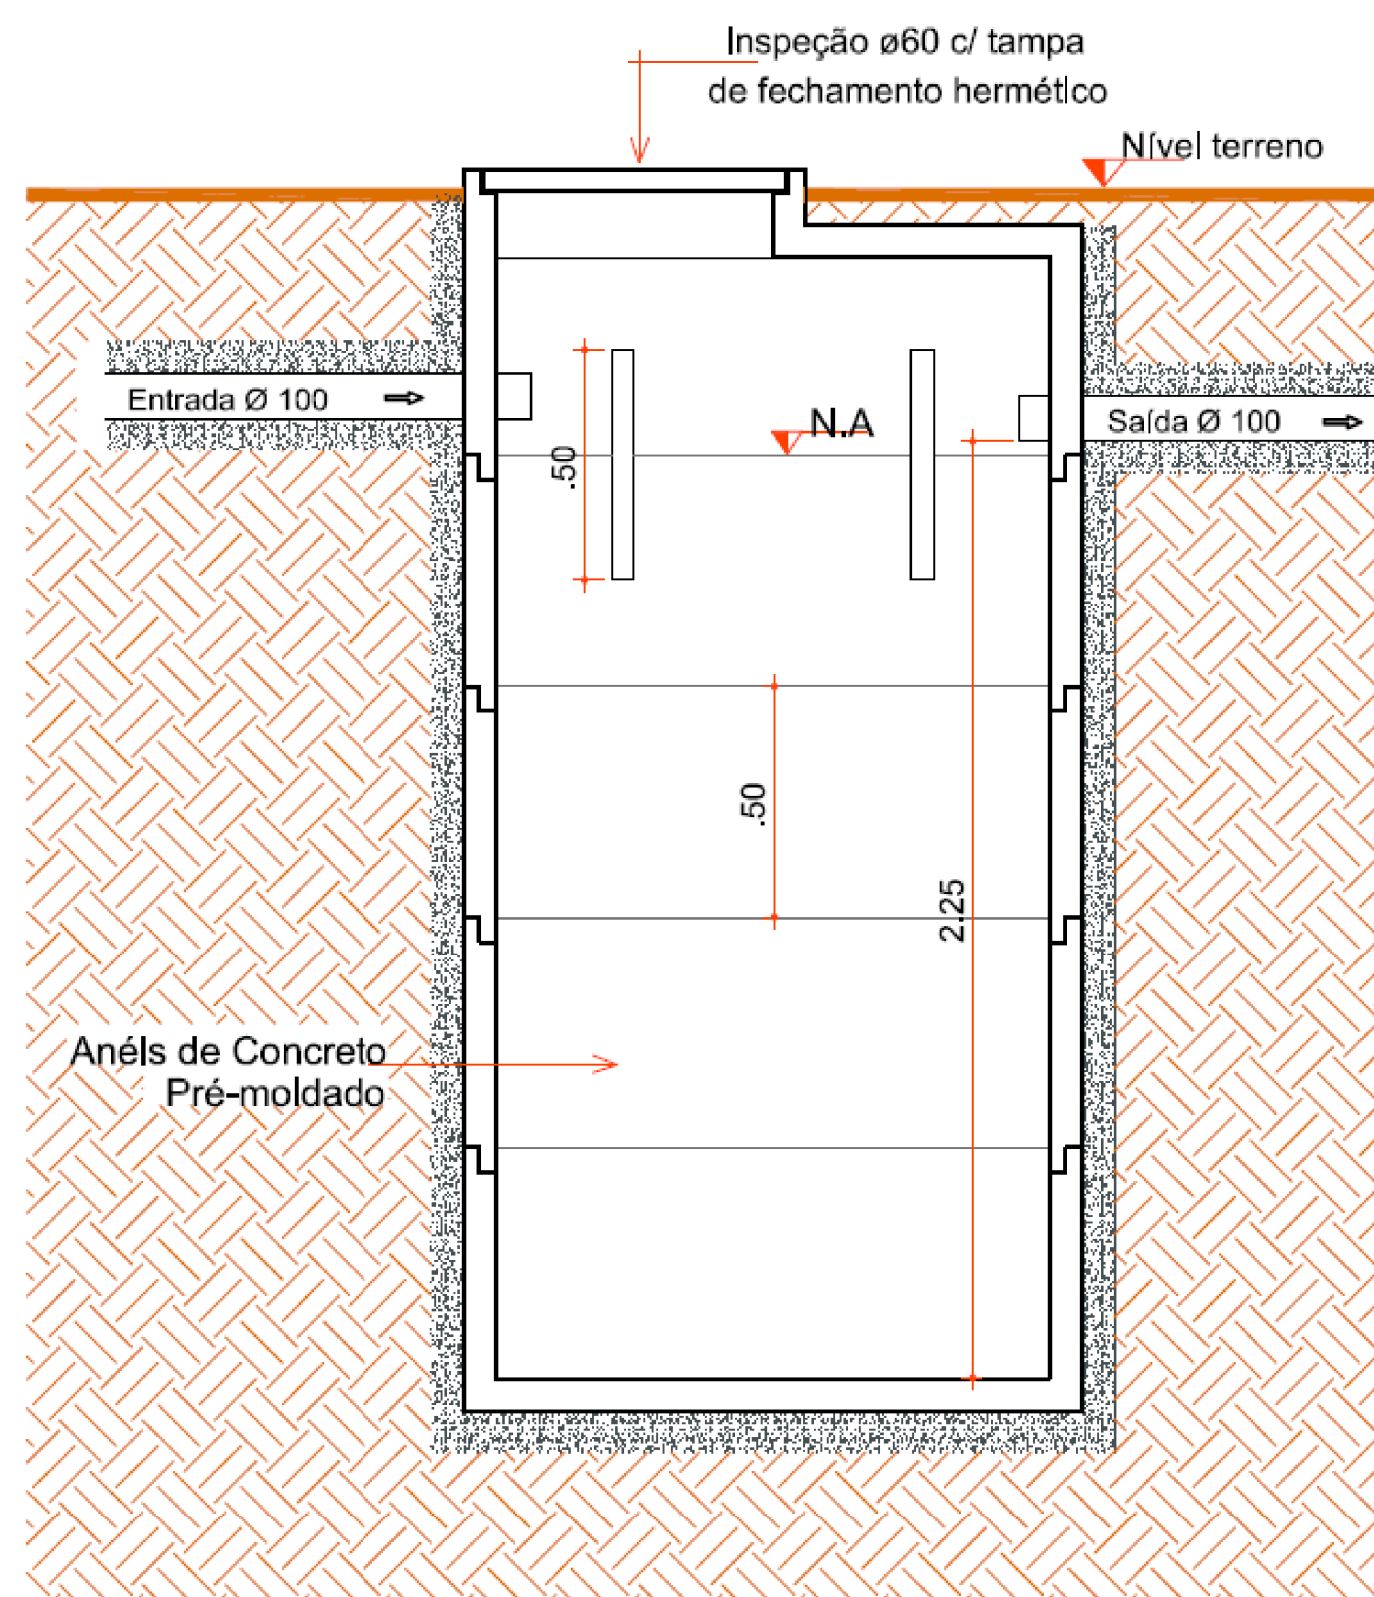 Inspeção ø60 c/ tampa
de fechamento hermético
Nível terreno
Entrada Ø 100
N.A
Saída Ø 100
.50
.50
2.25
Anéis de Concreto
Pré-moldado